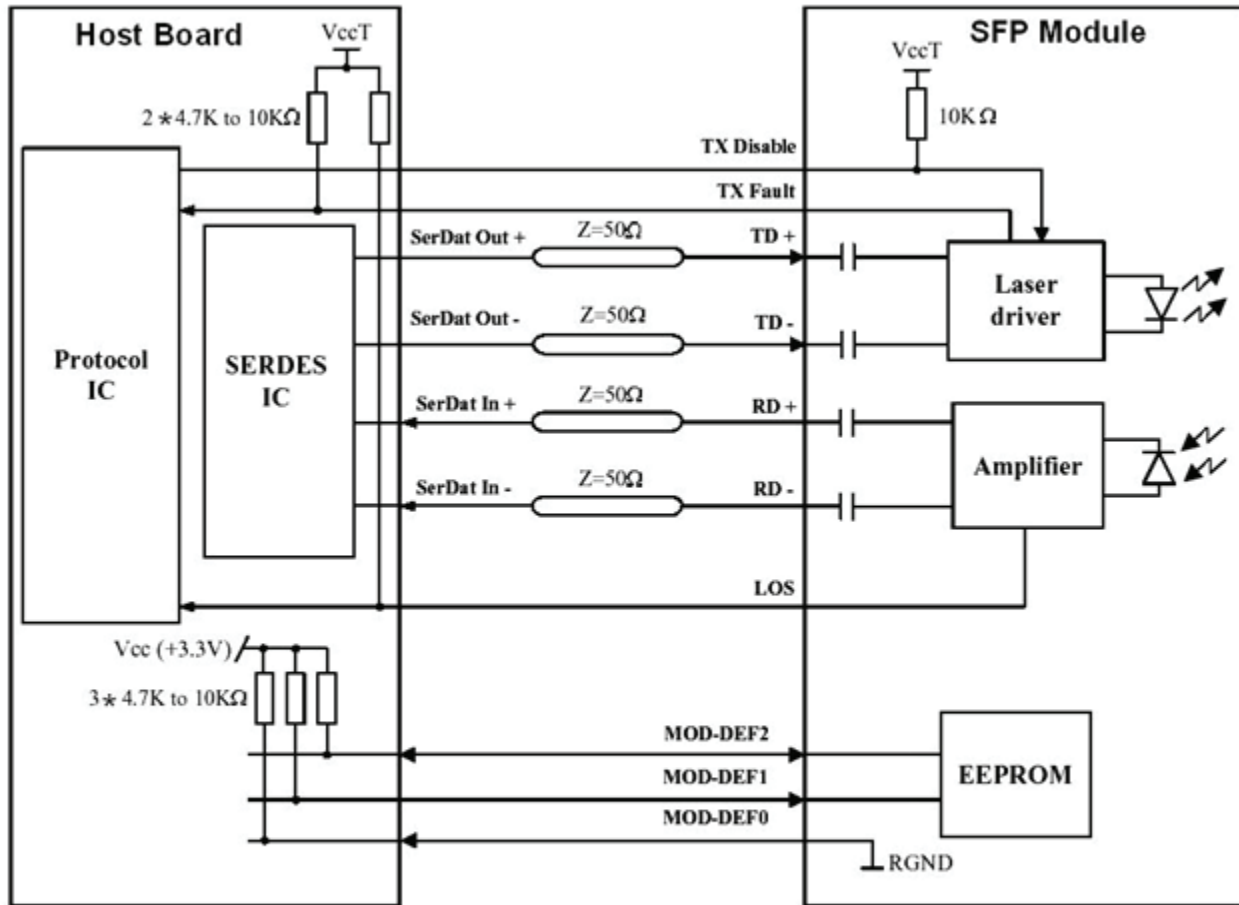 Host Board
SFP Module
VccT
VccT
2*4.7K to 10KΩ
10KΩ
TX Disable
TX Fault
SerDat Out +
Z=50Ω
TD +
SerDat Out -
Z=50Ω
TD -
Laser
driver
Protocol
IC
SERDES
IC
SerDat In +
Z=50Ω
RD +
SerDat In -
Z=50Ω
RD -
Amplifier
LOS
Vcc (+3.3V)
3*4.7K to 10KΩ
MOD-DEF2
MOD-DEF1
MOD-DEF0
EEPROM
RGND